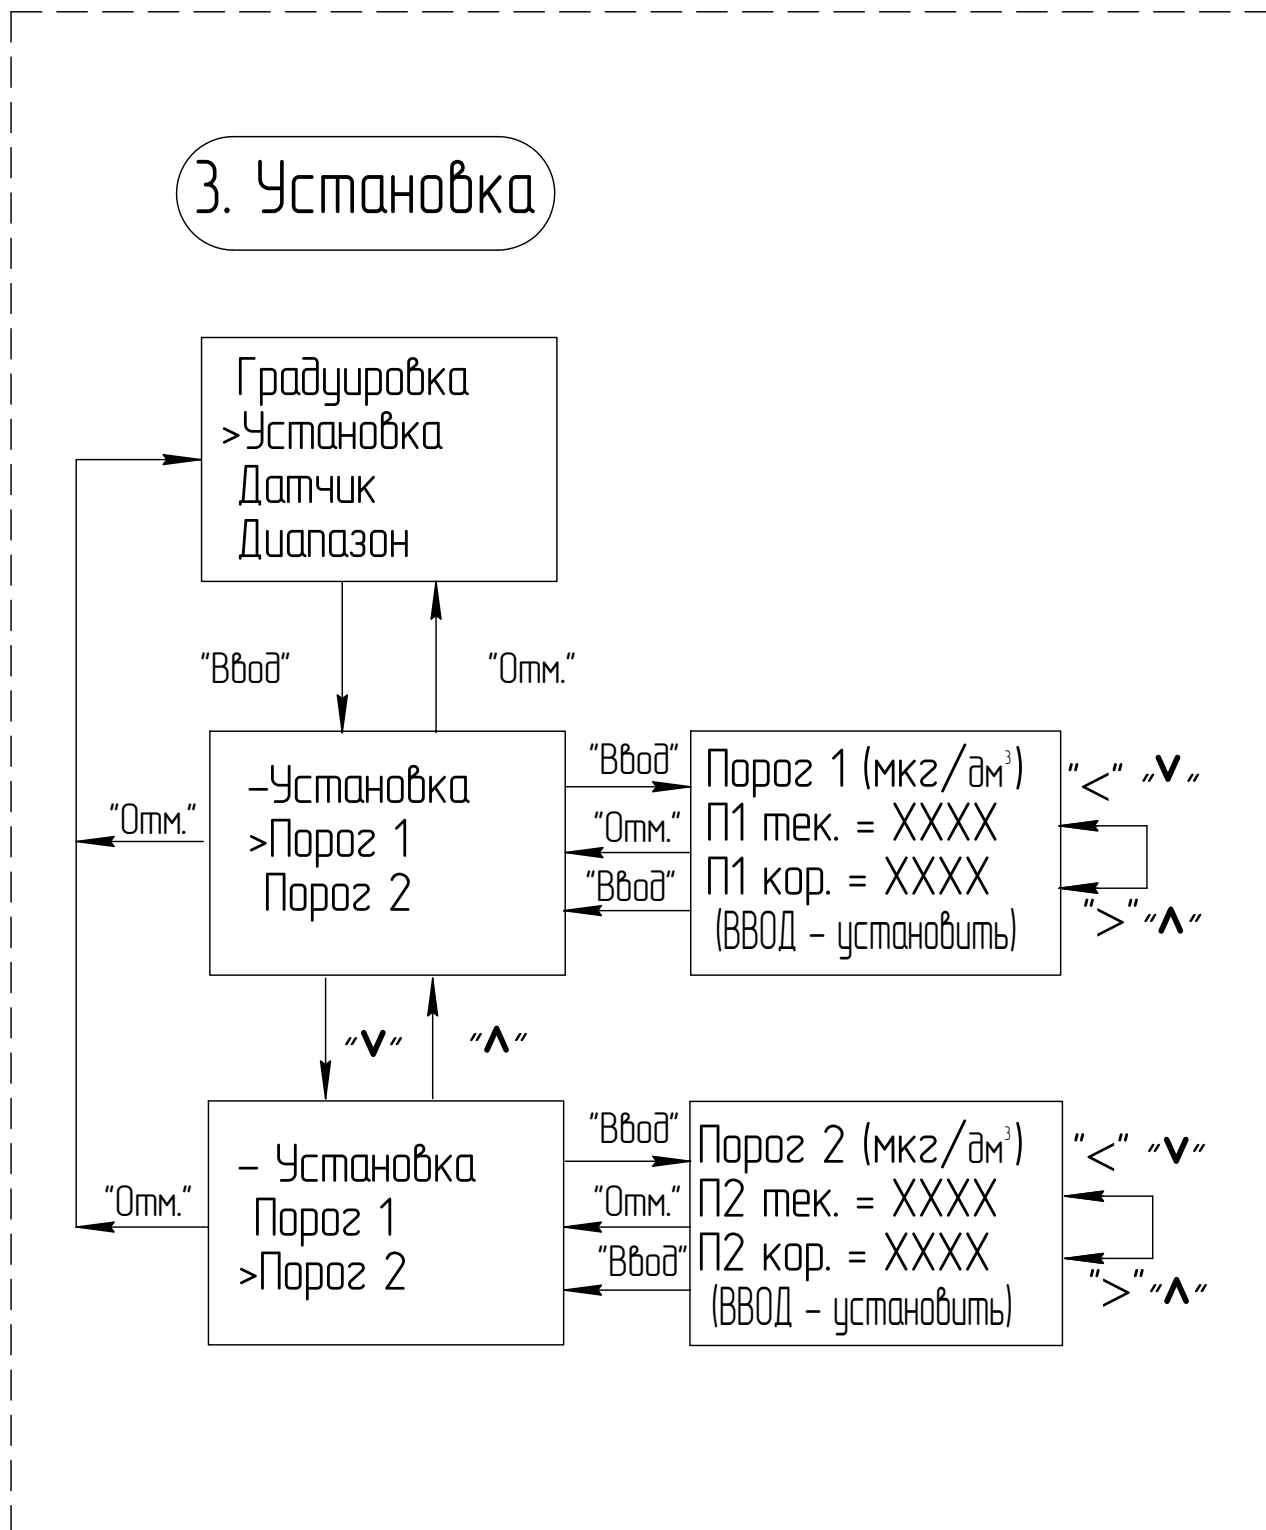 3. Установка
Градуировка
>Установка
Датчик
Диапазон
"Ввод"
"Отм."
-Установка
>Порог 1
Порог 2
"Отм."
"Ввод"
"Отм."
"Ввод"
Порог 1 (мкг/дм³)
П1 тек. = XXXX
П1 кор. = XXXX
(ВВОД - установить)
"<" "V"
">" "Λ"
"V"
"Λ"
- Установка
Порог 1
>Порог 2
"Отм."
"Ввод"
"Отм."
"Ввод"
Порог 2 (мкг/дм³)
П2 тек. = XXXX
П2 кор. = XXXX
(ВВОД - установить)
"<" "V"
">" "Λ"